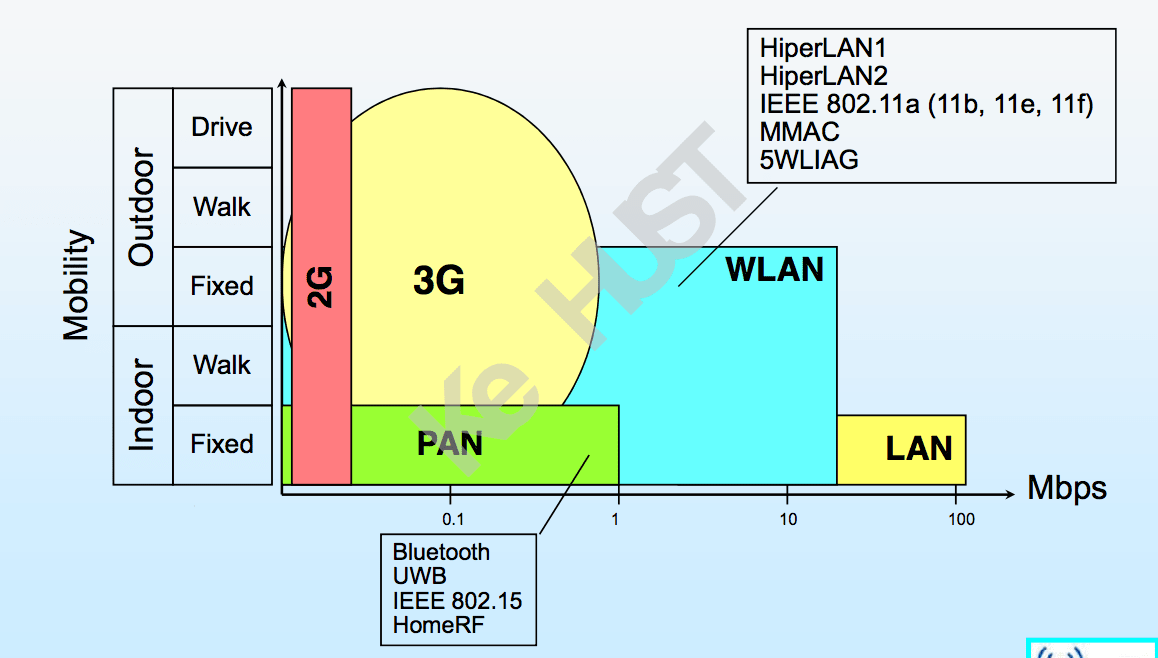 HiperLAN1
HiperLAN2
IEEE 802.11a (11b, 11e, 11f)
MMAC
5WLIAG
Mobility
Outdoor
Drive
Walk
Fixed
Indoor
Walk
Fixed
2G
3G
WLAN
PAN
LAN
Ke HUST
Mbps
0.1
1
10
100
Bluetooth
UWB
IEEE 802.15
HomeRF